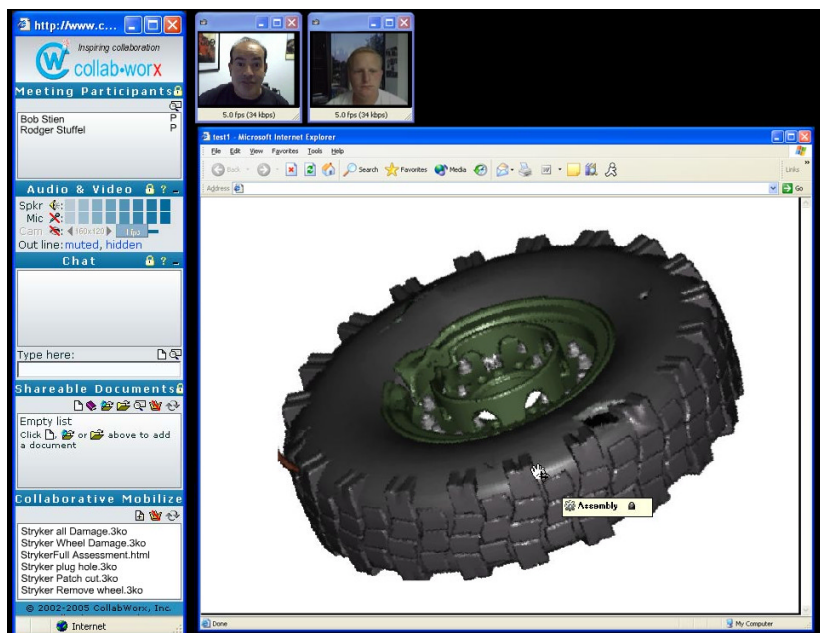 http://www.c...
Inspiring collaboration
collab•worx
Meeting Participants
Bob Stien P
Rodger Stuffel P
Audio & Video ? -
Spkr
Mic
Cam 160x120 1 fps
Out line: muted, hidden
Chat ? -
Type here:
Shareable Documents
Empty list
Click , or above to add
a document
Collaborative Mobilize
Stryker all Damage.3ko
Stryker Wheel Damage.3ko
StrykerFull Assessment.html
Stryker plug hole.3ko
Stryker Patch cut.3ko
Stryker Remove wheel.3ko
© 2002-2005 CollabWorx, Inc.
Internet
5.0 fps (34 kbps)
5.0 fps (34 kbps)
test1 - Microsoft Internet Explorer
File Edit View Favorites Tools Help
Back Search Favorites Media
Links »
Address Go
Assembly
Done
My Computer